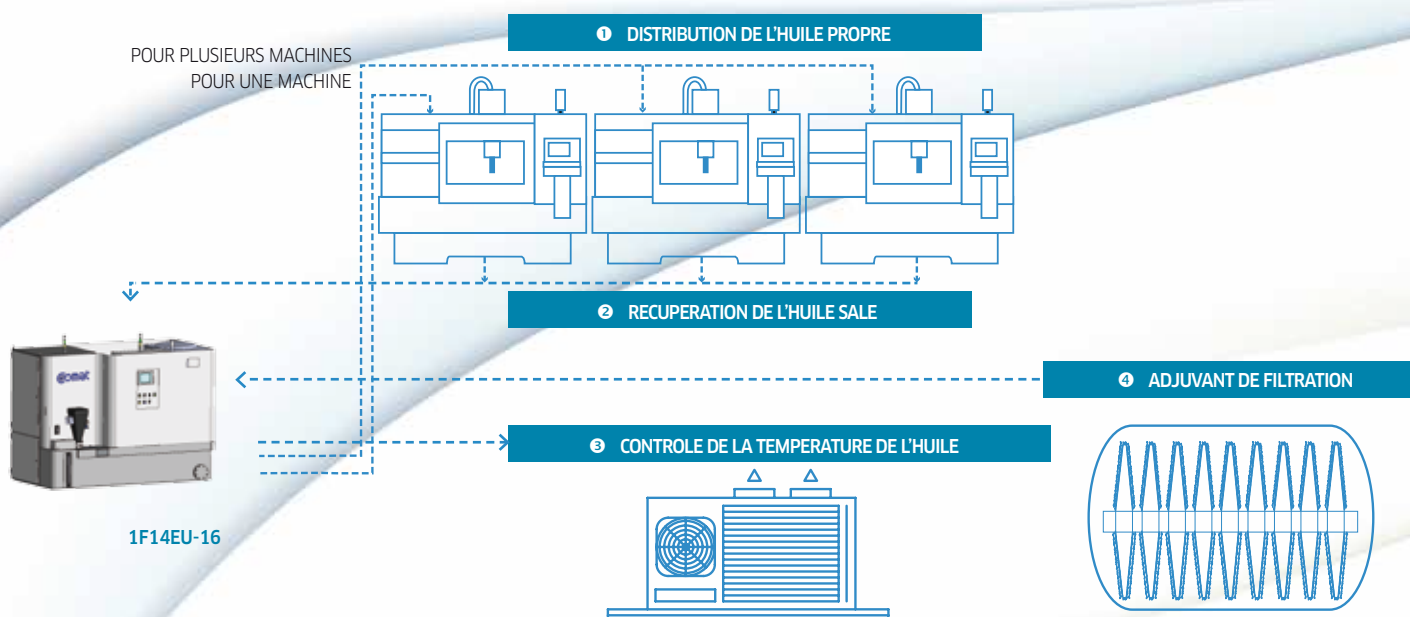 ❶ DISTRIBUTION DE L'HUILE PROPRE
POUR PLUSIEURS MACHINES
POUR UNE MACHINE
❷ RECUPERATION DE L'HUILE SALE
comat
❹ ADJUVANT DE FILTRATION
❸ CONTROLE DE LA TEMPERATURE DE L'HUILE
1F14EU-16